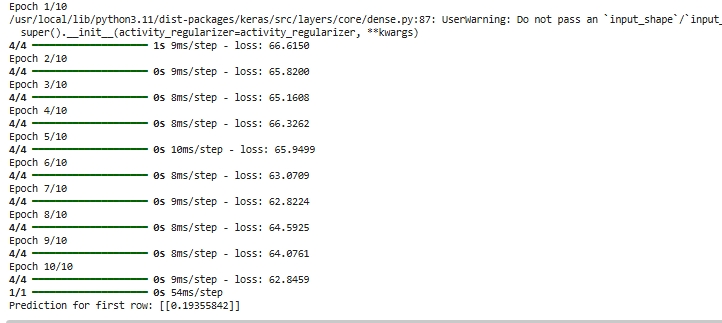 Epoch 1/10
/usr/local/lib/python3.11/dist-packages/keras/src/layers/core/dense.py:87: UserWarning: Do not pass an `input_shape`/`input_
  super().__init__(activity_regularizer=activity_regularizer, **kwargs)
4/4 ━━━━━━━━━━━━━━━━━━━━ 1s 9ms/step - loss: 66.6150
Epoch 2/10
4/4 ━━━━━━━━━━━━━━━━━━━━ 0s 9ms/step - loss: 65.8200
Epoch 3/10
4/4 ━━━━━━━━━━━━━━━━━━━━ 0s 8ms/step - loss: 65.1608
Epoch 4/10
4/4 ━━━━━━━━━━━━━━━━━━━━ 0s 8ms/step - loss: 66.3262
Epoch 5/10
4/4 ━━━━━━━━━━━━━━━━━━━━ 0s 10ms/step - loss: 65.9499
Epoch 6/10
4/4 ━━━━━━━━━━━━━━━━━━━━ 0s 8ms/step - loss: 63.0709
Epoch 7/10
4/4 ━━━━━━━━━━━━━━━━━━━━ 0s 9ms/step - loss: 62.8224
Epoch 8/10
4/4 ━━━━━━━━━━━━━━━━━━━━ 0s 8ms/step - loss: 64.5925
Epoch 9/10
4/4 ━━━━━━━━━━━━━━━━━━━━ 0s 8ms/step - loss: 64.0761
Epoch 10/10
4/4 ━━━━━━━━━━━━━━━━━━━━ 0s 9ms/step - loss: 62.8459
1/1 ━━━━━━━━━━━━━━━━━━━━ 0s 54ms/step
Prediction for first row: [[0.19355842]]